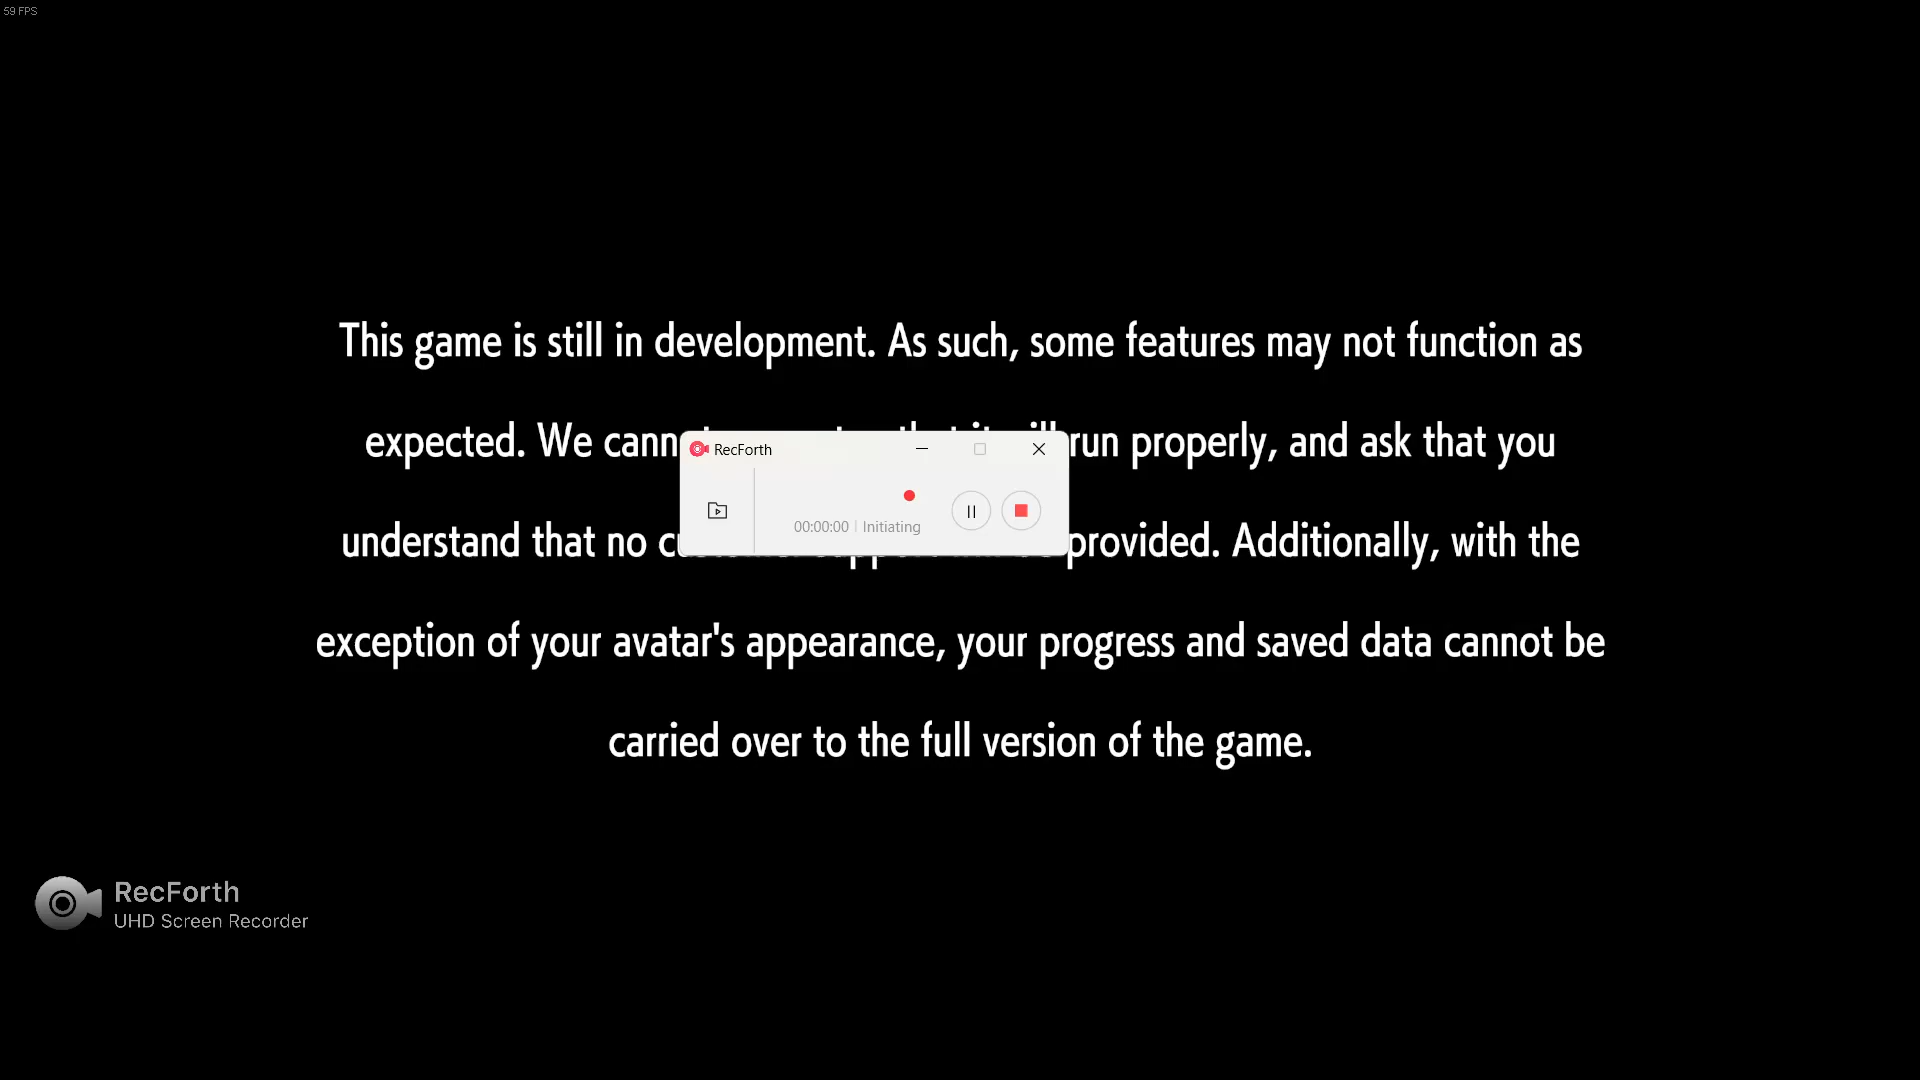 59 FPS
This game is still in development. As such, some features may not function as
expected. We run properly, and ask that you
RecForth
00:00:00 | Initiating
understand that no provided. Additionally, with the
exception of your avatar's appearance, your progress and saved data cannot be
carried over to the full version of the game.
RecForth
UHD Screen Recorder